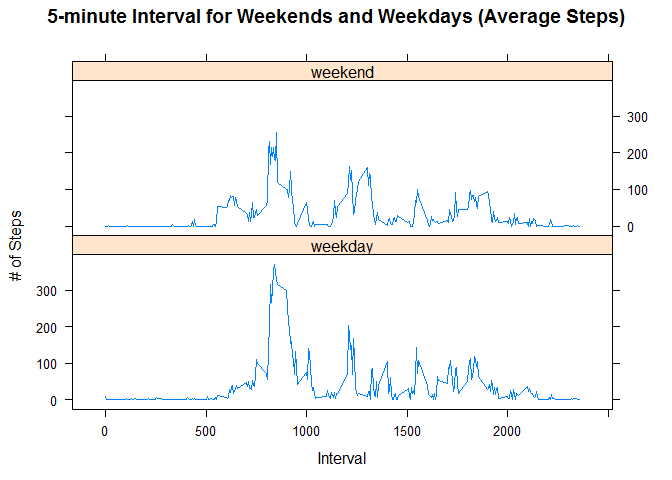 5-minute Interval for Weekends and Weekdays (Average Steps)
weekend
300
200
100
0
weekday
300
200
100
0
# of Steps
0 500 1000 1500 2000
Interval